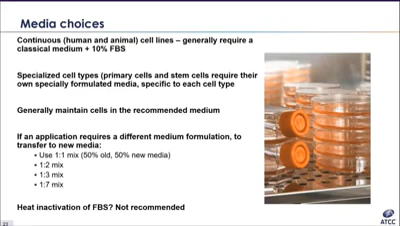 Media choices
Continuous (human and animal) cell lines – generally require a
classical medium + 10% FBS
Specialized cell types (primary cells and stem cells require their
own specially formulated media, specific to each cell type
Generally maintain cells in the recommended medium
If an application requires a different medium formulation, to
transfer to new media:
• Use 1:1 mix (50% old, 50% new media)
• 1:2 mix
• 1:3 mix
• 1:7 mix
Heat inactivation of FBS? Not recommended
ATCC